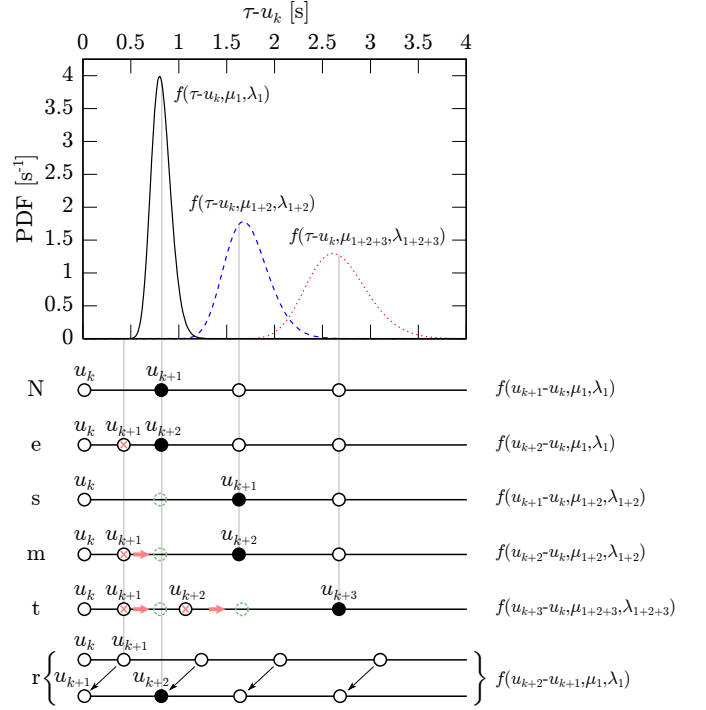 τ-u_k [s]
0 0.5 1 1.5 2 2.5 3 3.5 4
PDF [s^-1]
4
3.5
3
2.5
2
1.5
1
0.5
0
f(τ-u_k,μ_1,λ_1)
f(τ-u_k,μ_1+2,λ_1+2)
f(τ-u_k,μ_1+2+3,λ_1+2+3)
u_k u_k+1
N f(u_k+1-u_k,μ_1,λ_1)
u_k u_k+1 u_k+2
e f(u_k+2-u_k,μ_1,λ_1)
u_k u_k+1
s f(u_k+1-u_k,μ_1+2,λ_1+2)
u_k u_k+1 u_k+2
m f(u_k+2-u_k,μ_1+2,λ_1+2)
u_k u_k+1 u_k+2 u_k+3
t f(u_k+3-u_k,μ_1+2+3,λ_1+2+3)
u_k u_k+1
r { } f(u_k+2-u_k+1,μ_1,λ_1)
u_k+1 u_k+2